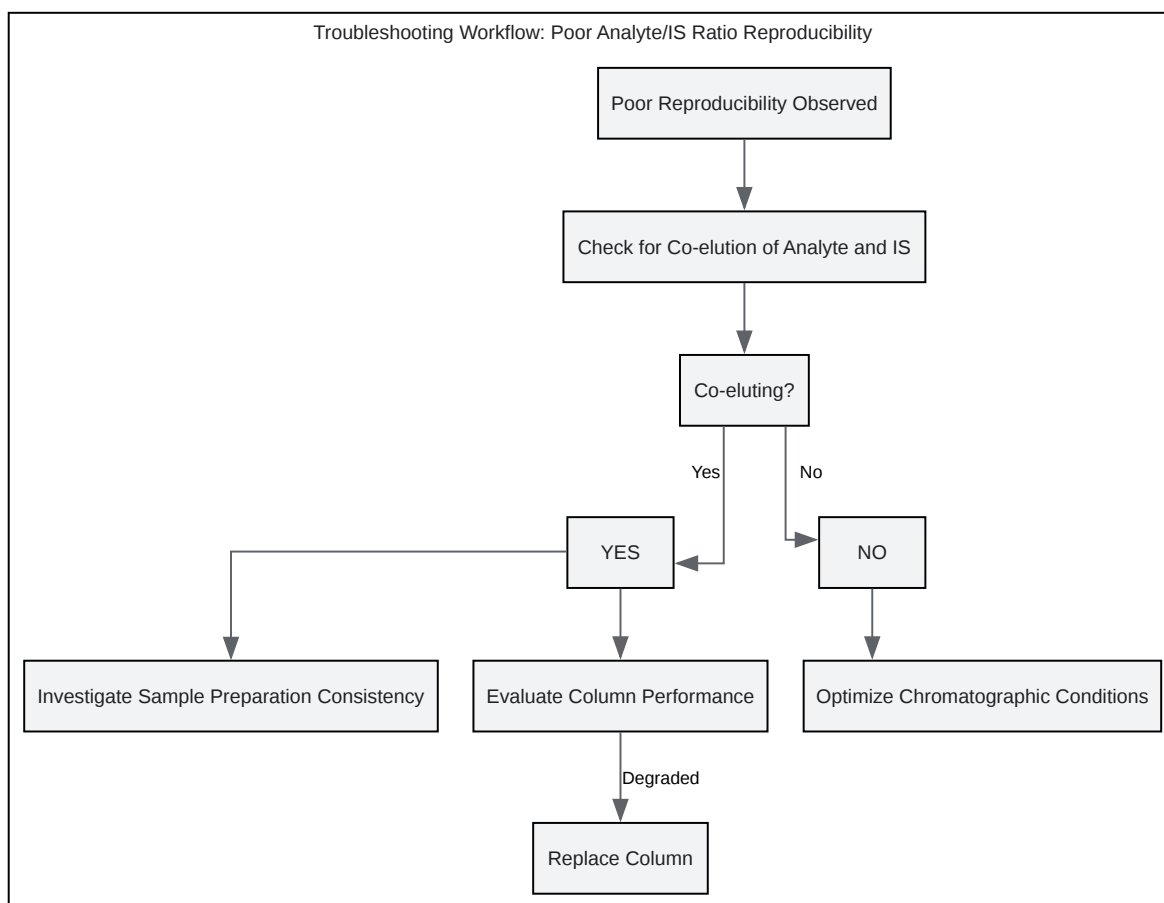 Troubleshooting Workflow: Poor Analyte/IS Ratio Reproducibility
Poor Reproducibility Observed
Check for Co-elution of Analyte and IS
Co-eluting?
Yes
No
YES
NO
Investigate Sample Preparation Consistency
Evaluate Column Performance
Optimize Chromatographic Conditions
Degraded
Replace Column